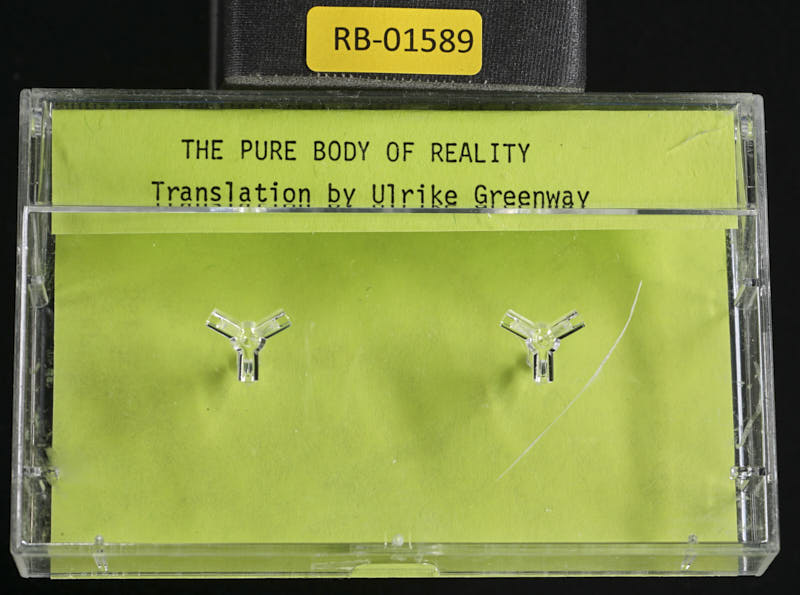 RB-01589
THE PURE BODY OF REALITY
Translation by Ulrike Greenway